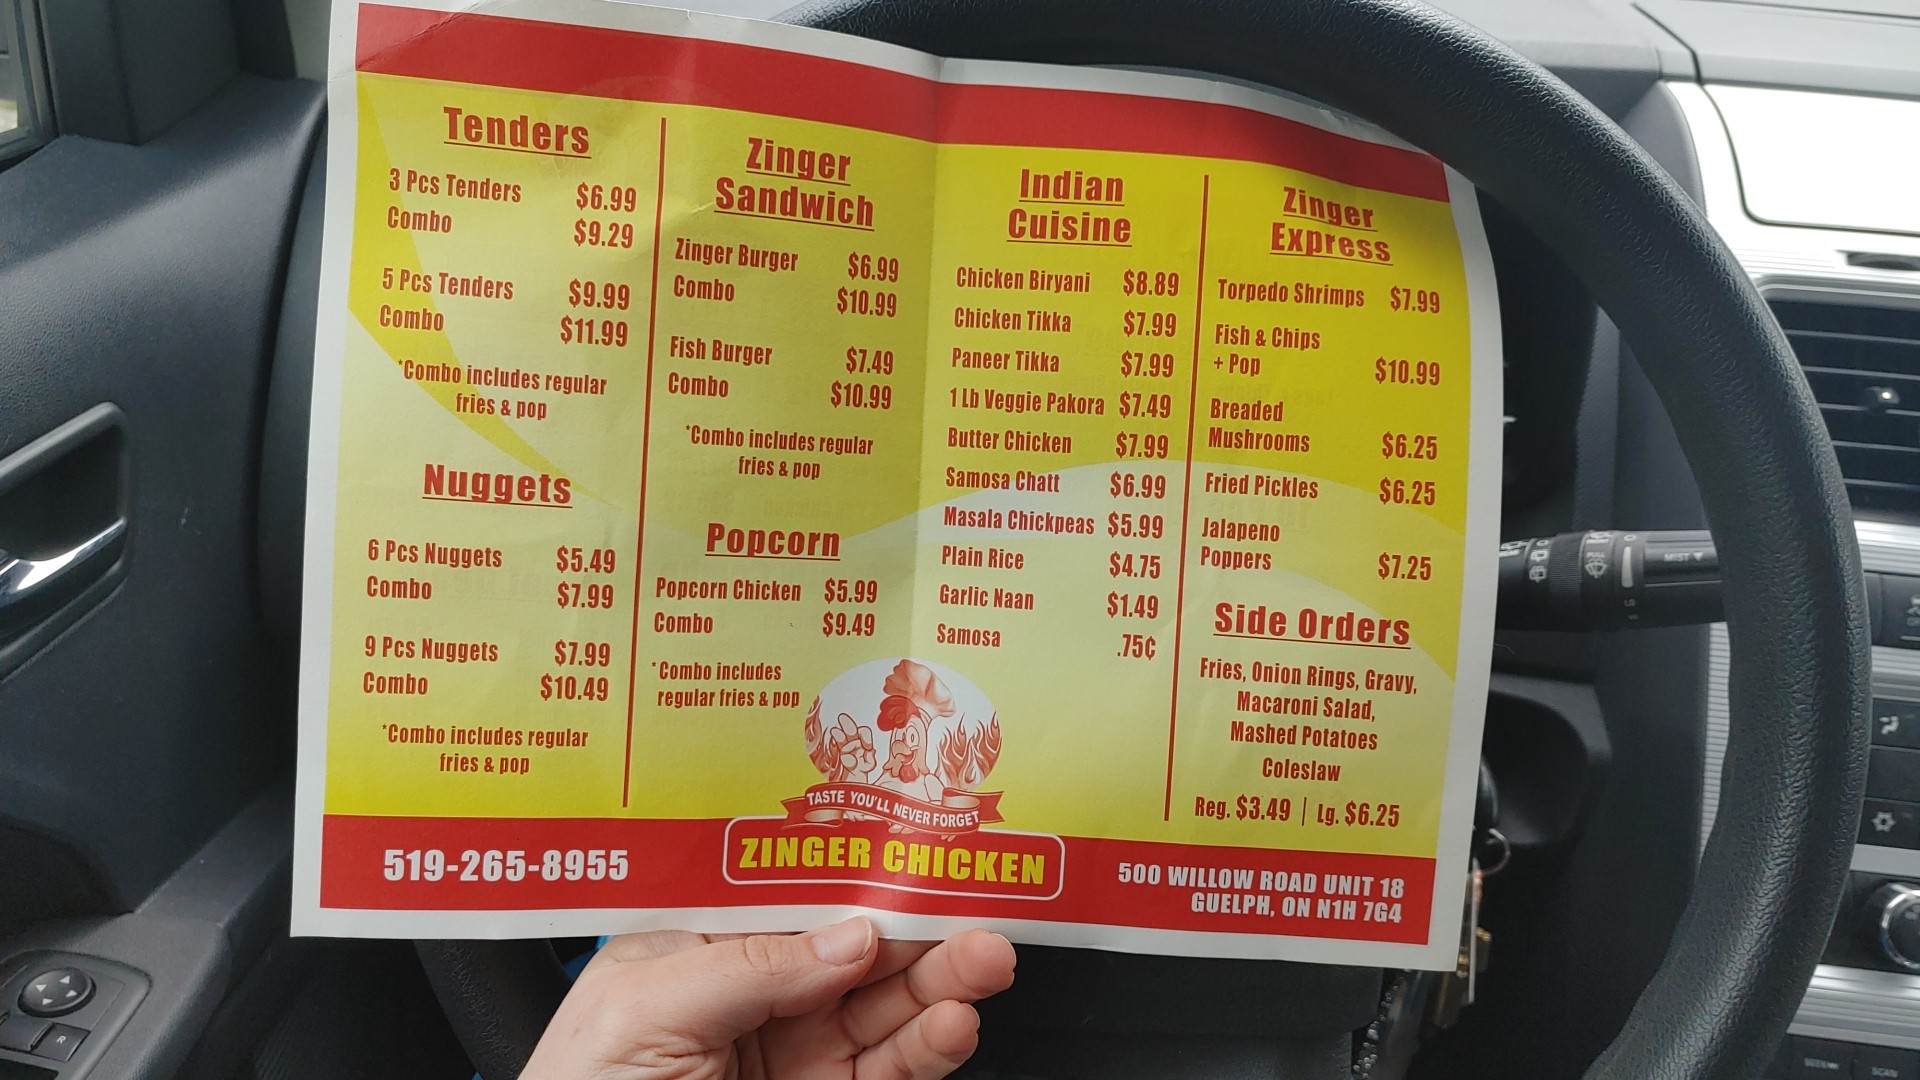 Tenders
3 Pcs Tenders $6.99
Combo $9.29
5 Pcs Tenders $9.99
Combo $11.99
*Combo includes regular
fries & pop
Nuggets
6 Pcs Nuggets $5.49
Combo $7.99
9 Pcs Nuggets $7.99
Combo $10.49
*Combo includes regular
fries & pop
Zinger
Sandwich
Zinger Burger $6.99
Combo $10.99
Fish Burger $7.49
Combo $10.99
*Combo includes regular
fries & pop
Popcorn
Popcorn Chicken $5.99
Combo $9.49
*Combo includes
regular fries & pop
Indian
Cuisine
Chicken Biryani $8.89
Chicken Tikka $7.99
Paneer Tikka $7.99
1 Lb Veggie Pakora $7.49
Butter Chicken $7.99
Samosa Chatt $6.99
Masala Chickpeas $5.99
Plain Rice $4.75
Garlic Naan $1.49
Samosa .75¢
Zinger
Express
Torpedo Shrimps $7.99
Fish & Chips
+ Pop $10.99
Breaded
Mushrooms $6.25
Fried Pickles $6.25
Jalapeno
Poppers $7.25
Side Orders
Fries, Onion Rings, Gravy,
Macaroni Salad,
Mashed Potatoes
Coleslaw
Reg. $3.49 | Lg. $6.25
TASTE YOU'LL NEVER FORGET
ZINGER CHICKEN
519-265-8955
500 WILLOW ROAD UNIT 18
GUELPH, ON N1H 7G4
PULL
MIST
R